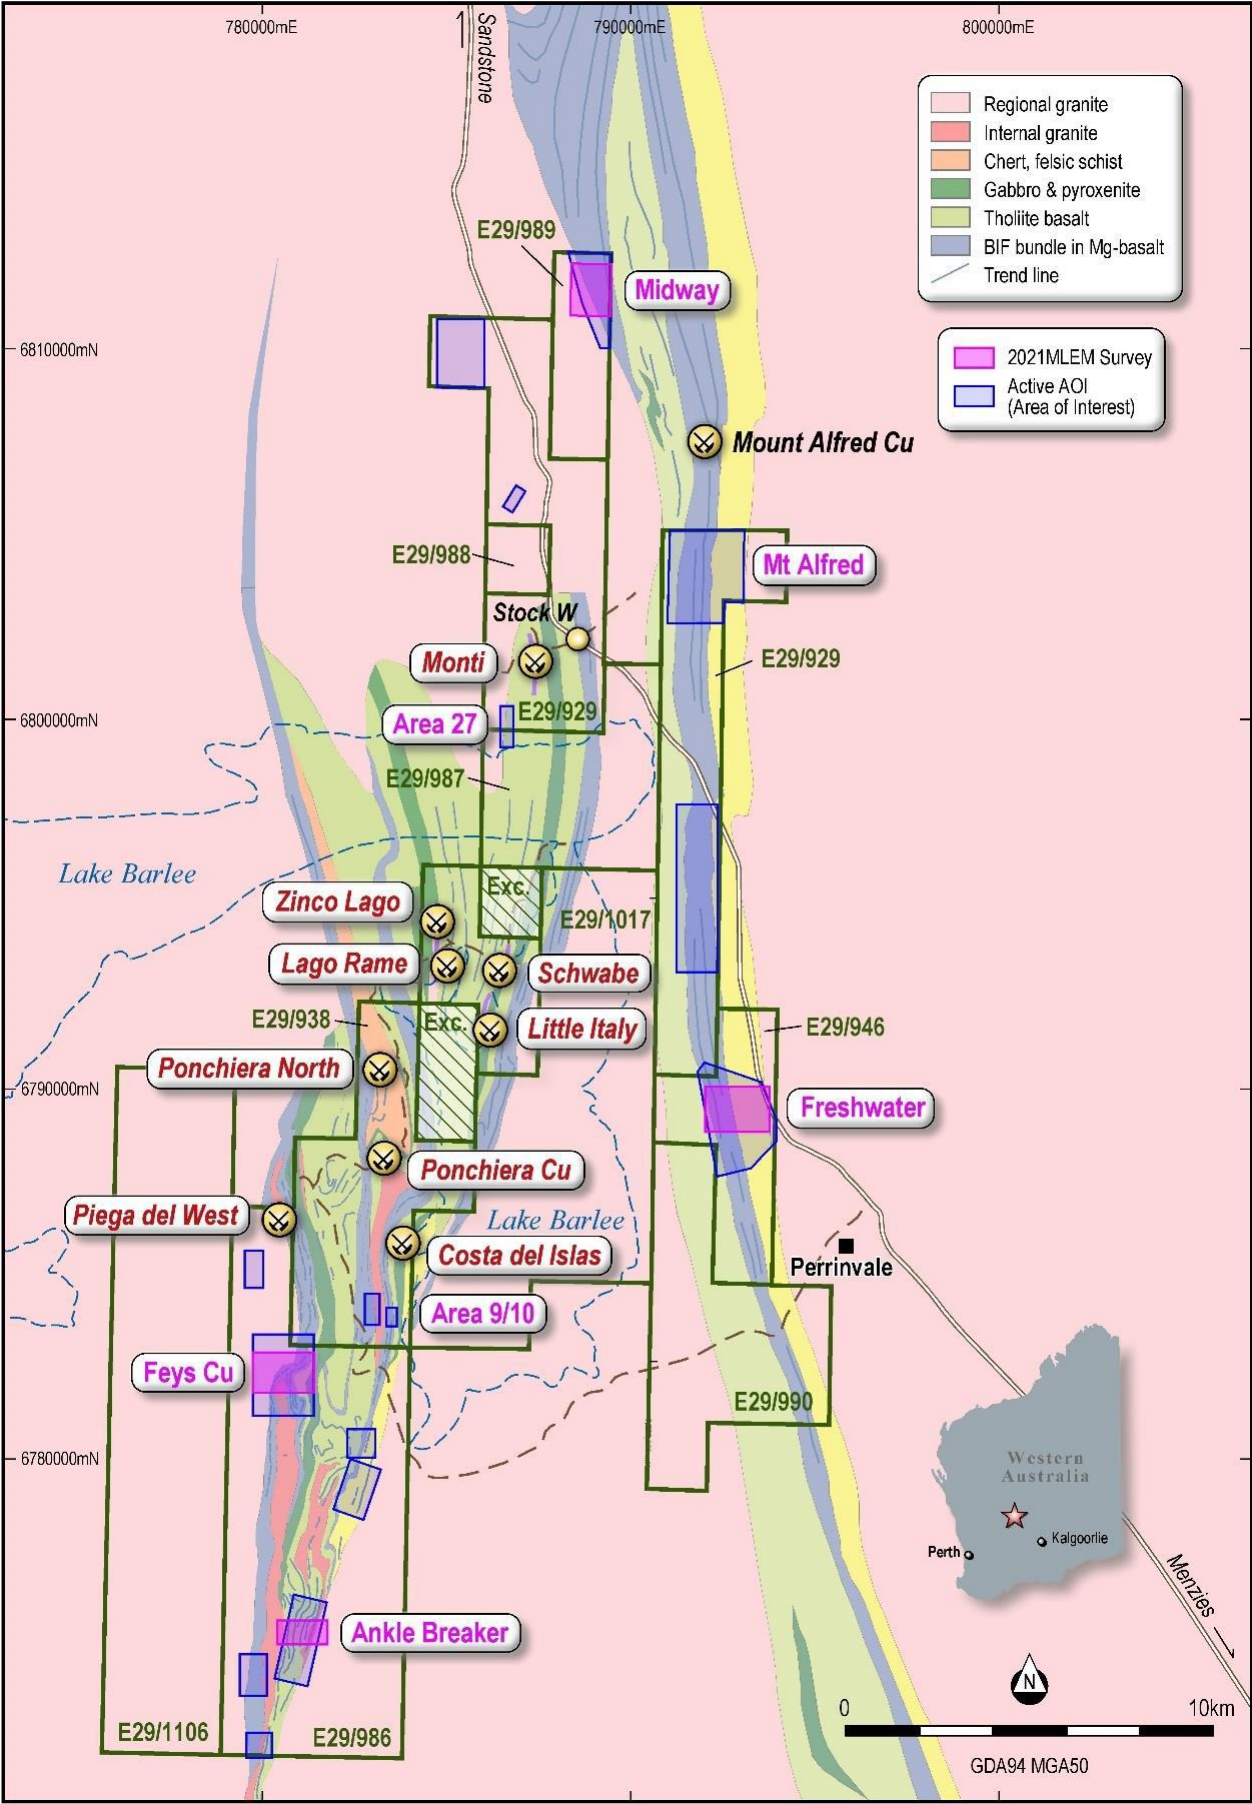 780000mE
790000mE
800000mE
Sandstone
Regional granite
Internal granite
Chert, felsic schist
Gabbro & pyroxenite
Tholiite basalt
BIF bundle in Mg-basalt
Trend line
E29/989
Midway
6810000mN
2021MLEM Survey
Active AOI
(Area of Interest)
Mount Alfred Cu
E29/988
Mt Alfred
Stock W
Monti
E29/929
E29/929
Area 27
6800000mN
E29/987
Lake Barlee
Exc.
Zinco Lago
E29/1017
Lago Rame
Schwabe
E29/938
Exc.
Little Italy
E29/946
Ponchiera North
6790000mN
Freshwater
Ponchiera Cu
Piega del West
Lake Barlee
Costa del Islas
Perrinvale
Area 9/10
Feys Cu
E29/990
6780000mN
Western
Australia
Kalgoorlie
Perth
Menzies
Ankle Breaker
N
0
10km
E29/1106
E29/986
GDA94 MGA50